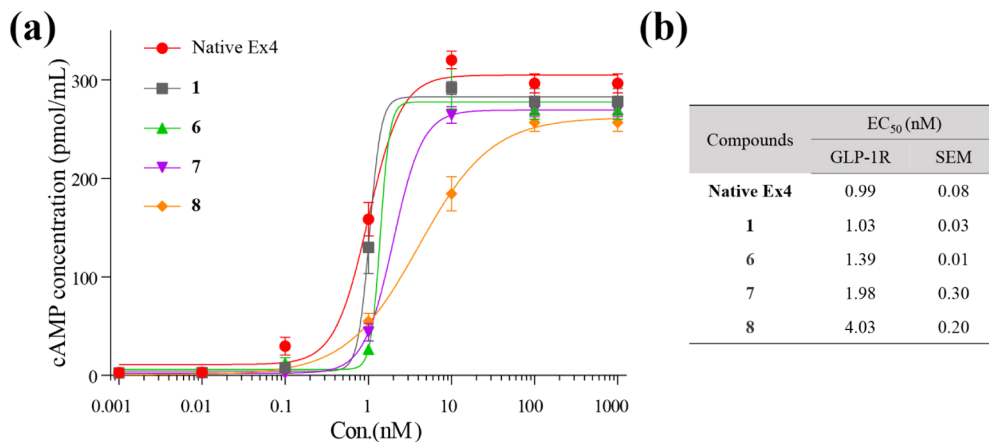 (a)
Native Ex4
1
6
7
8
cAMP concentration (pmol/mL)
300
200
100
0
0.001 0.01 0.1 1 10 100 1000
Con.(nM)
(b)
Compounds EC50 (nM)
GLP-1R SEM
Native Ex4 0.99 0.08
1 1.03 0.03
6 1.39 0.01
7 1.98 0.30
8 4.03 0.20